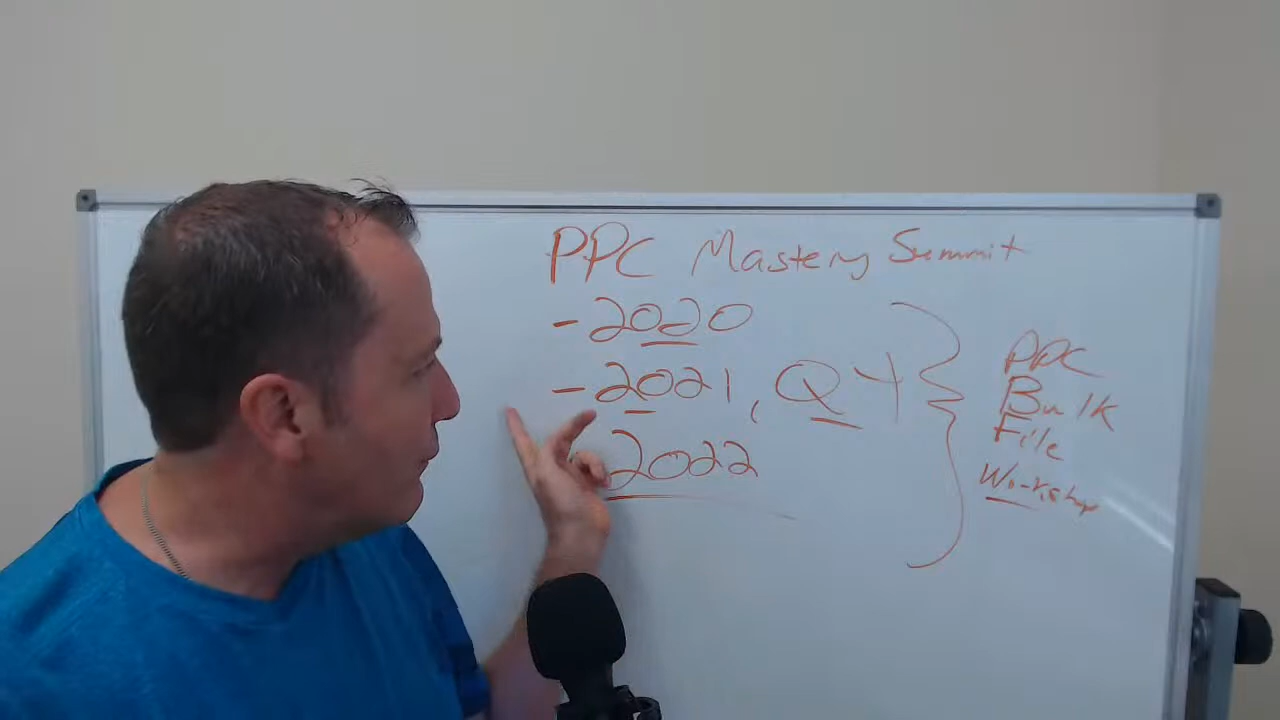 PPC Mastery Summit
- 2020
- 2021, Q4
2022
PPC
Bulk
File
Workshop